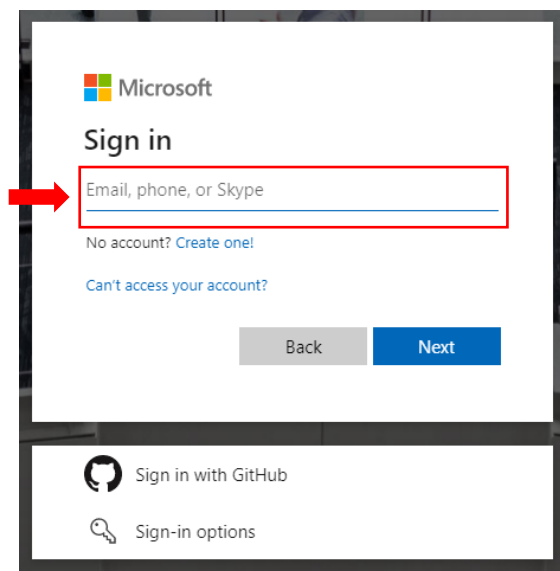 Microsoft
Sign in
Email, phone, or Skype
No account? Create one!
Can't access your account?
Back Next
Sign in with GitHub
Sign-in options